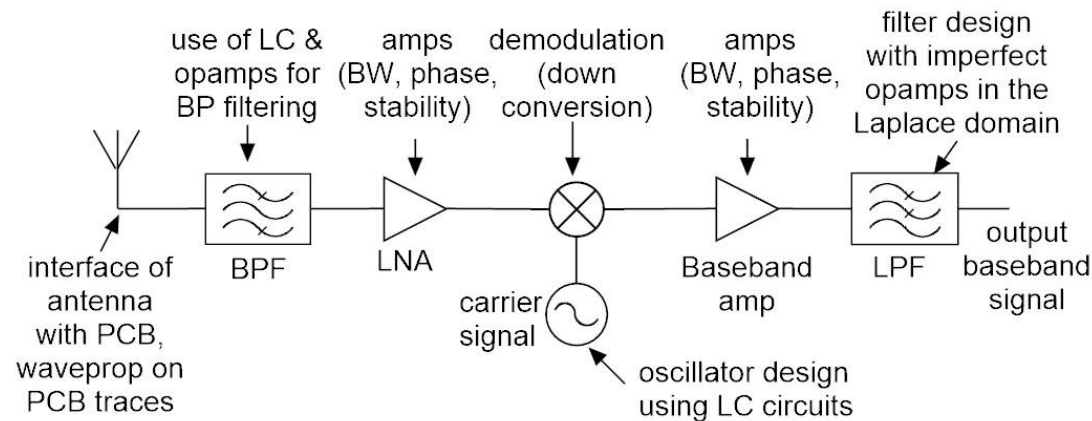 use of LC &
opamps for
BP filtering
amps
(BW, phase,
stability)
demodulation
(down
conversion)
amps
(BW, phase,
stability)
filter design
with imperfect
opamps in the
Laplace domain
interface of
antenna
with PCB,
waveprop on
PCB traces
BPF
LNA
carrier
signal
oscillator design
using LC circuits
Baseband
amp
LPF
output
baseband
signal